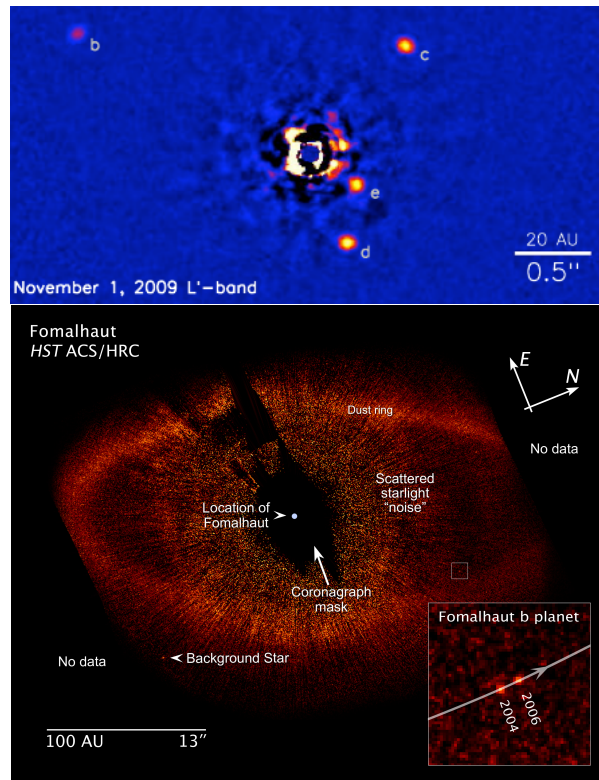 b
c
e
d
20 AU
0.5"
November 1, 2009 L'-band
Fomalhaut
HST ACS/HRC
E
N
Dust ring
No data
Scattered
starlight
“noise”
Location of
Fomalhaut
Coronagraph
mask
Fomalhaut b planet
No data
Background Star
2006
2004
100 AU
13″